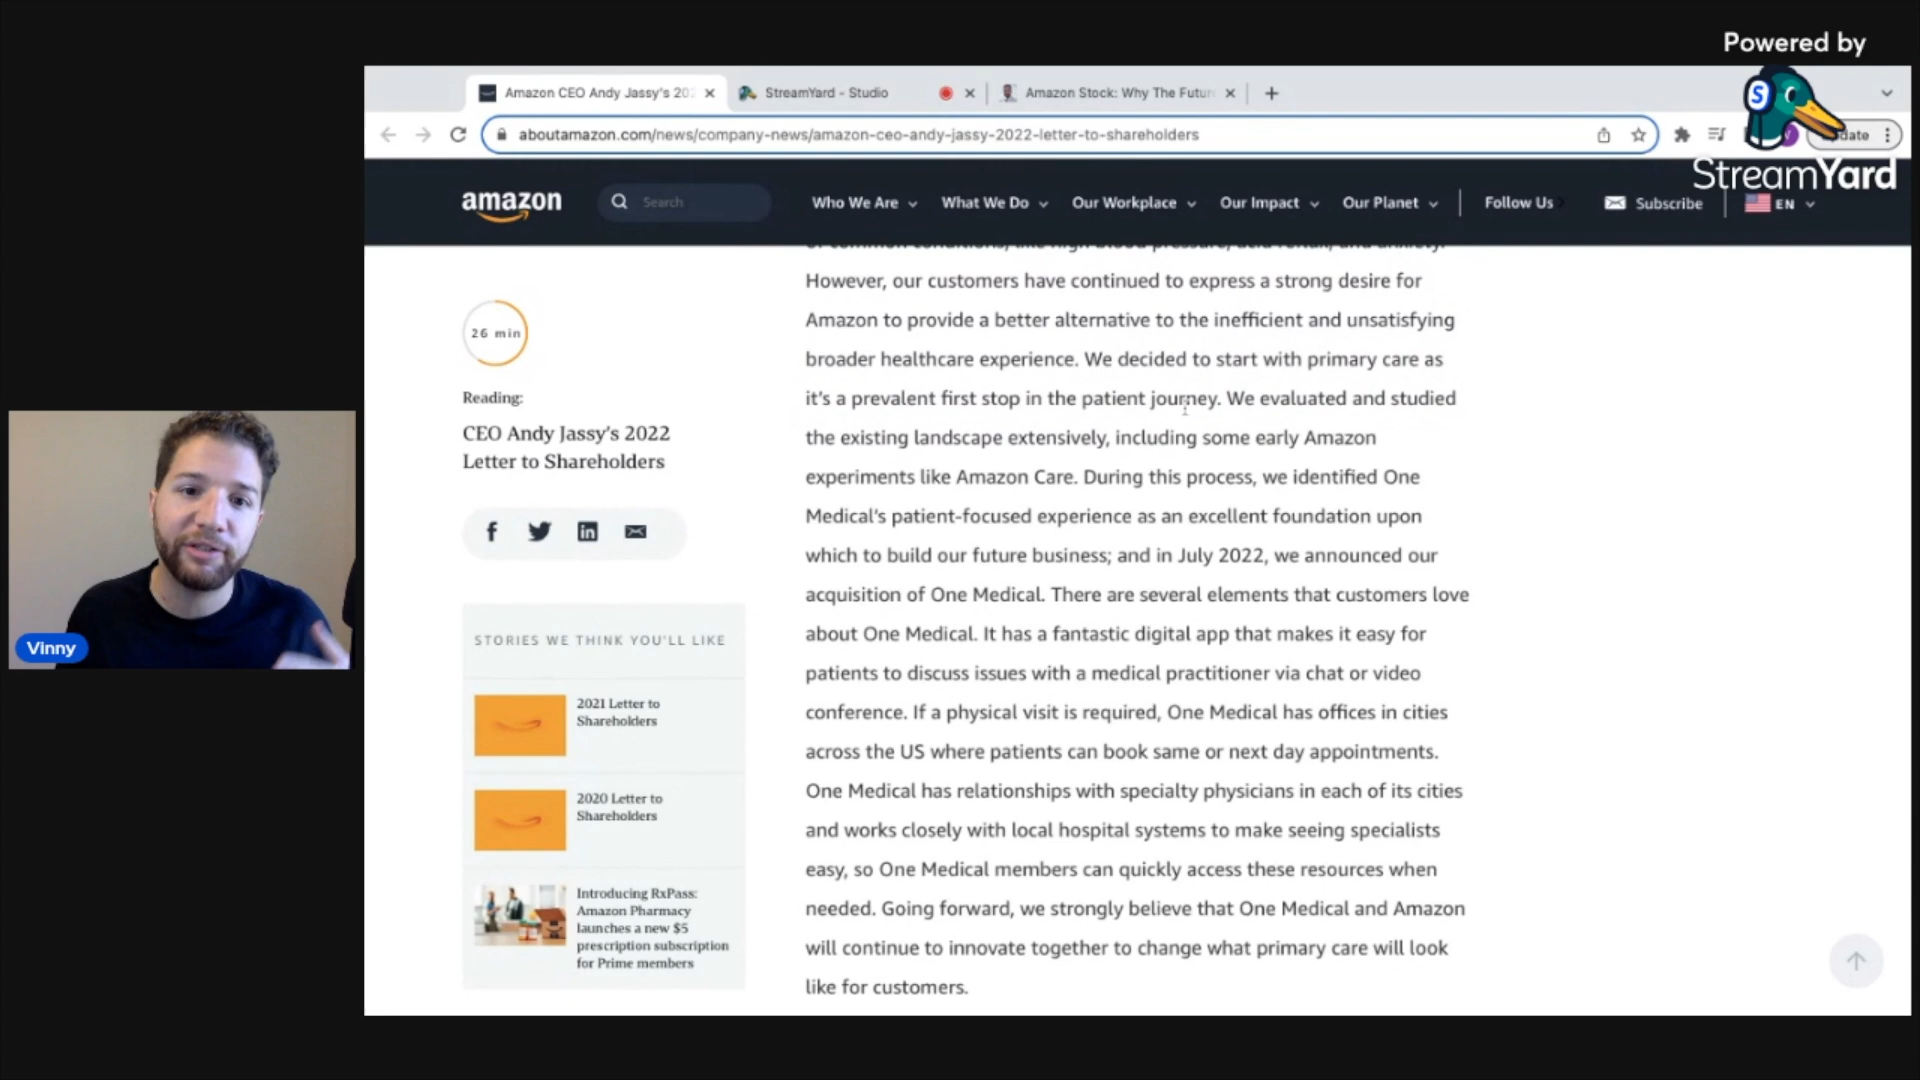 Powered by
StreamYard
Amazon CEO Andy Jassy's 202
StreamYard - Studio
Amazon Stock: Why The Futur
aboutamazon.com/news/company-news/amazon-ceo-andy-jassy-2022-letter-to-shareholders
amazon
Search
Who We Are
What We Do
Our Workplace
Our Impact
Our Planet
Follow Us
Subscribe
EN
26 min
Reading:
CEO Andy Jassy's 2022
Letter to Shareholders
STORIES WE THINK YOU'LL LIKE
2021 Letter to
Shareholders
2020 Letter to
Shareholders
Introducing RxPass:
Amazon Pharmacy
launches a new $5
prescription subscription
for Prime members
of common conditions, like high blood pressure, acid reflux, and anxiety.
However, our customers have continued to express a strong desire for
Amazon to provide a better alternative to the inefficient and unsatisfying
broader healthcare experience. We decided to start with primary care as
it's a prevalent first stop in the patient journey. We evaluated and studied
the existing landscape extensively, including some early Amazon
experiments like Amazon Care. During this process, we identified One
Medical's patient-focused experience as an excellent foundation upon
which to build our future business; and in July 2022, we announced our
acquisition of One Medical. There are several elements that customers love
about One Medical. It has a fantastic digital app that makes it easy for
patients to discuss issues with a medical practitioner via chat or video
conference. If a physical visit is required, One Medical has offices in cities
across the US where patients can book same or next day appointments.
One Medical has relationships with specialty physicians in each of its cities
and works closely with local hospital systems to make seeing specialists
easy, so One Medical members can quickly access these resources when
needed. Going forward, we strongly believe that One Medical and Amazon
will continue to innovate together to change what primary care will look
like for customers.
Vinny